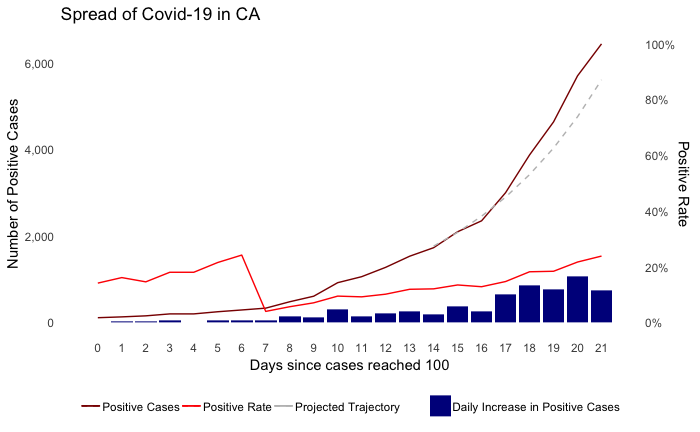 Spread of Covid-19 in CA
Number of Positive Cases
6,000
4,000
2,000
0
100%
80%
60%
40%
20%
0%
Positive Rate
0 1 2 3 4 5 6 7 8 9 10 11 12 13 14 15 16 17 18 19 20 21
Days since cases reached 100
Positive Cases Positive Rate Projected Trajectory Daily Increase in Positive Cases